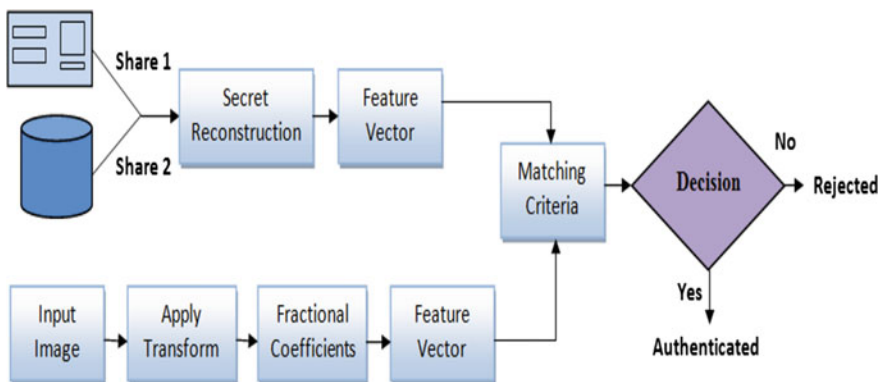 Share 1
Secret
Reconstruction
Feature
Vector
Share 2
Matching
Criteria
Decision
No
Rejected
Yes
Authenticated
Input
Image
Apply
Transform
Fractional
Coefficients
Feature
Vector